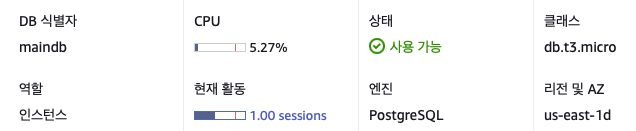 DB 식별자
maindb
CPU
5.27%
상태
사용 가능
클래스
db.t3.micro
역할
인스턴스
현재 활동
1.00 sessions
엔진
PostgreSQL
리전 및 AZ
us-east-1d